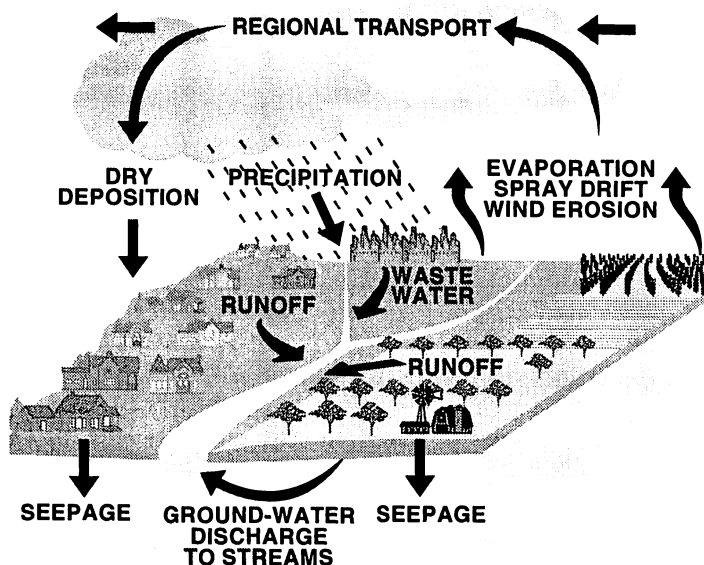 REGIONAL TRANSPORT
DRY
DEPOSITION
PRECIPITATION
EVAPORATION
SPRAY DRIFT
WIND EROSION
WASTE
WATER
RUNOFF
RUNOFF
SEEPAGE
GROUND-WATER
DISCHARGE
TO STREAMS
SEEPAGE